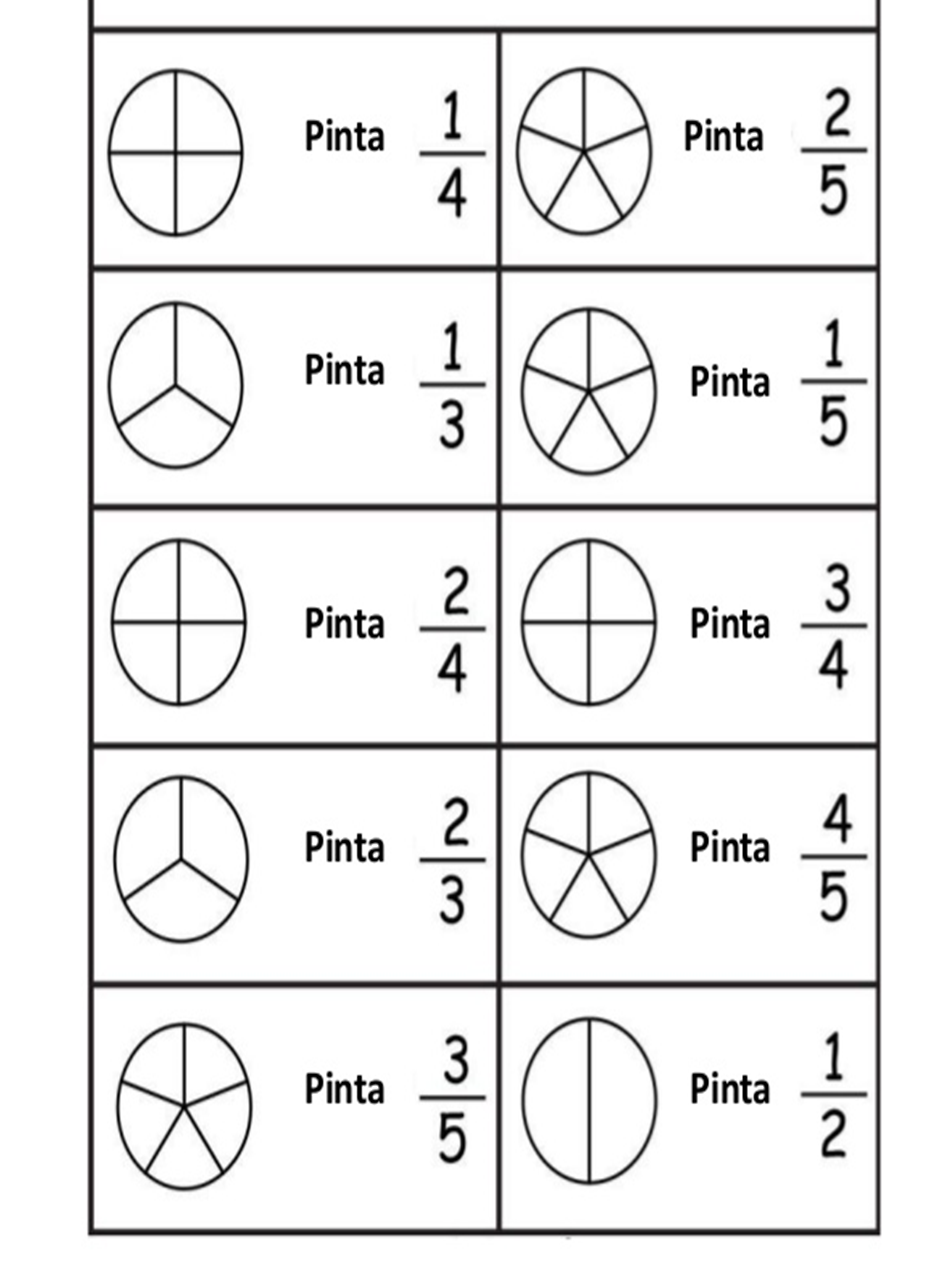 Pinta 1/4
Pinta 2/5
Pinta 1/3
Pinta 1/5
Pinta 2/4
Pinta 3/4
Pinta 2/3
Pinta 4/5
Pinta 3/5
Pinta 1/2